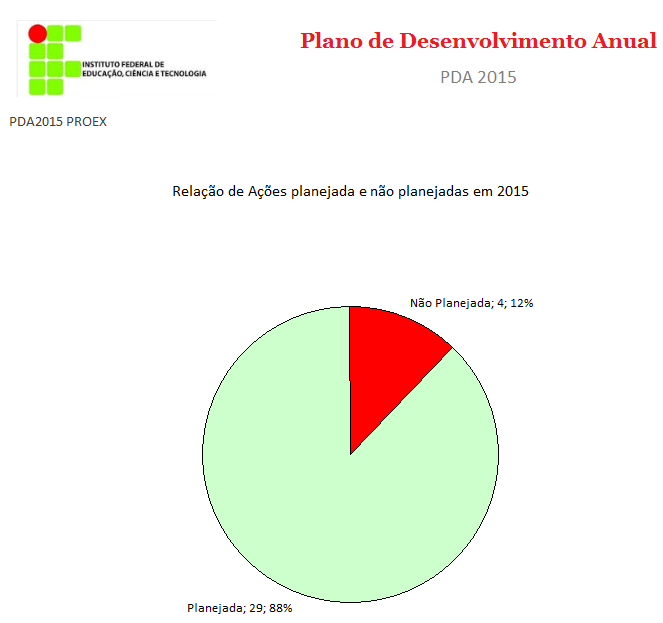 INSTITUTO FEDERAL DE
EDUCAÇÃO, CIÊNCIA E TECNOLOGIA
Plano de Desenvolvimento Anual
PDA 2015
PDA2015 PROEX
Relação de Ações planejada e não planejadas em 2015
Não Planejada; 4; 12%
Planejada; 29; 88%